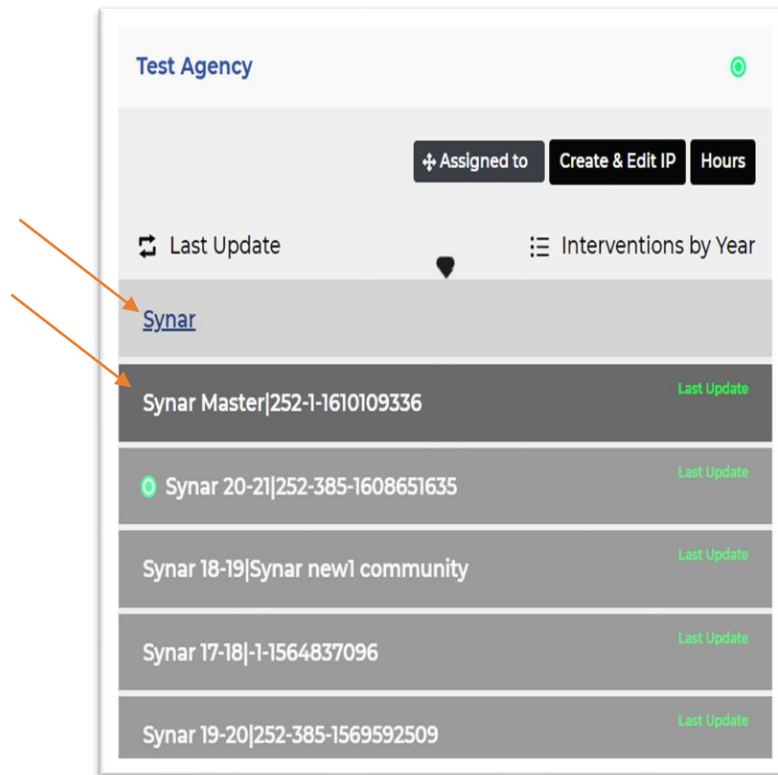 Test Agency
Assigned to Create & Edit IP Hours
Last Update Interventions by Year
Synar
Synar Master|252-1-1610109336 Last Update
Synar 20-21|252-385-1608651635 Last Update
Synar 18-19|Synar new1 community Last Update
Synar 17-18|-1-1564837096 Last Update
Synar 19-20|252-385-1569592509 Last Update